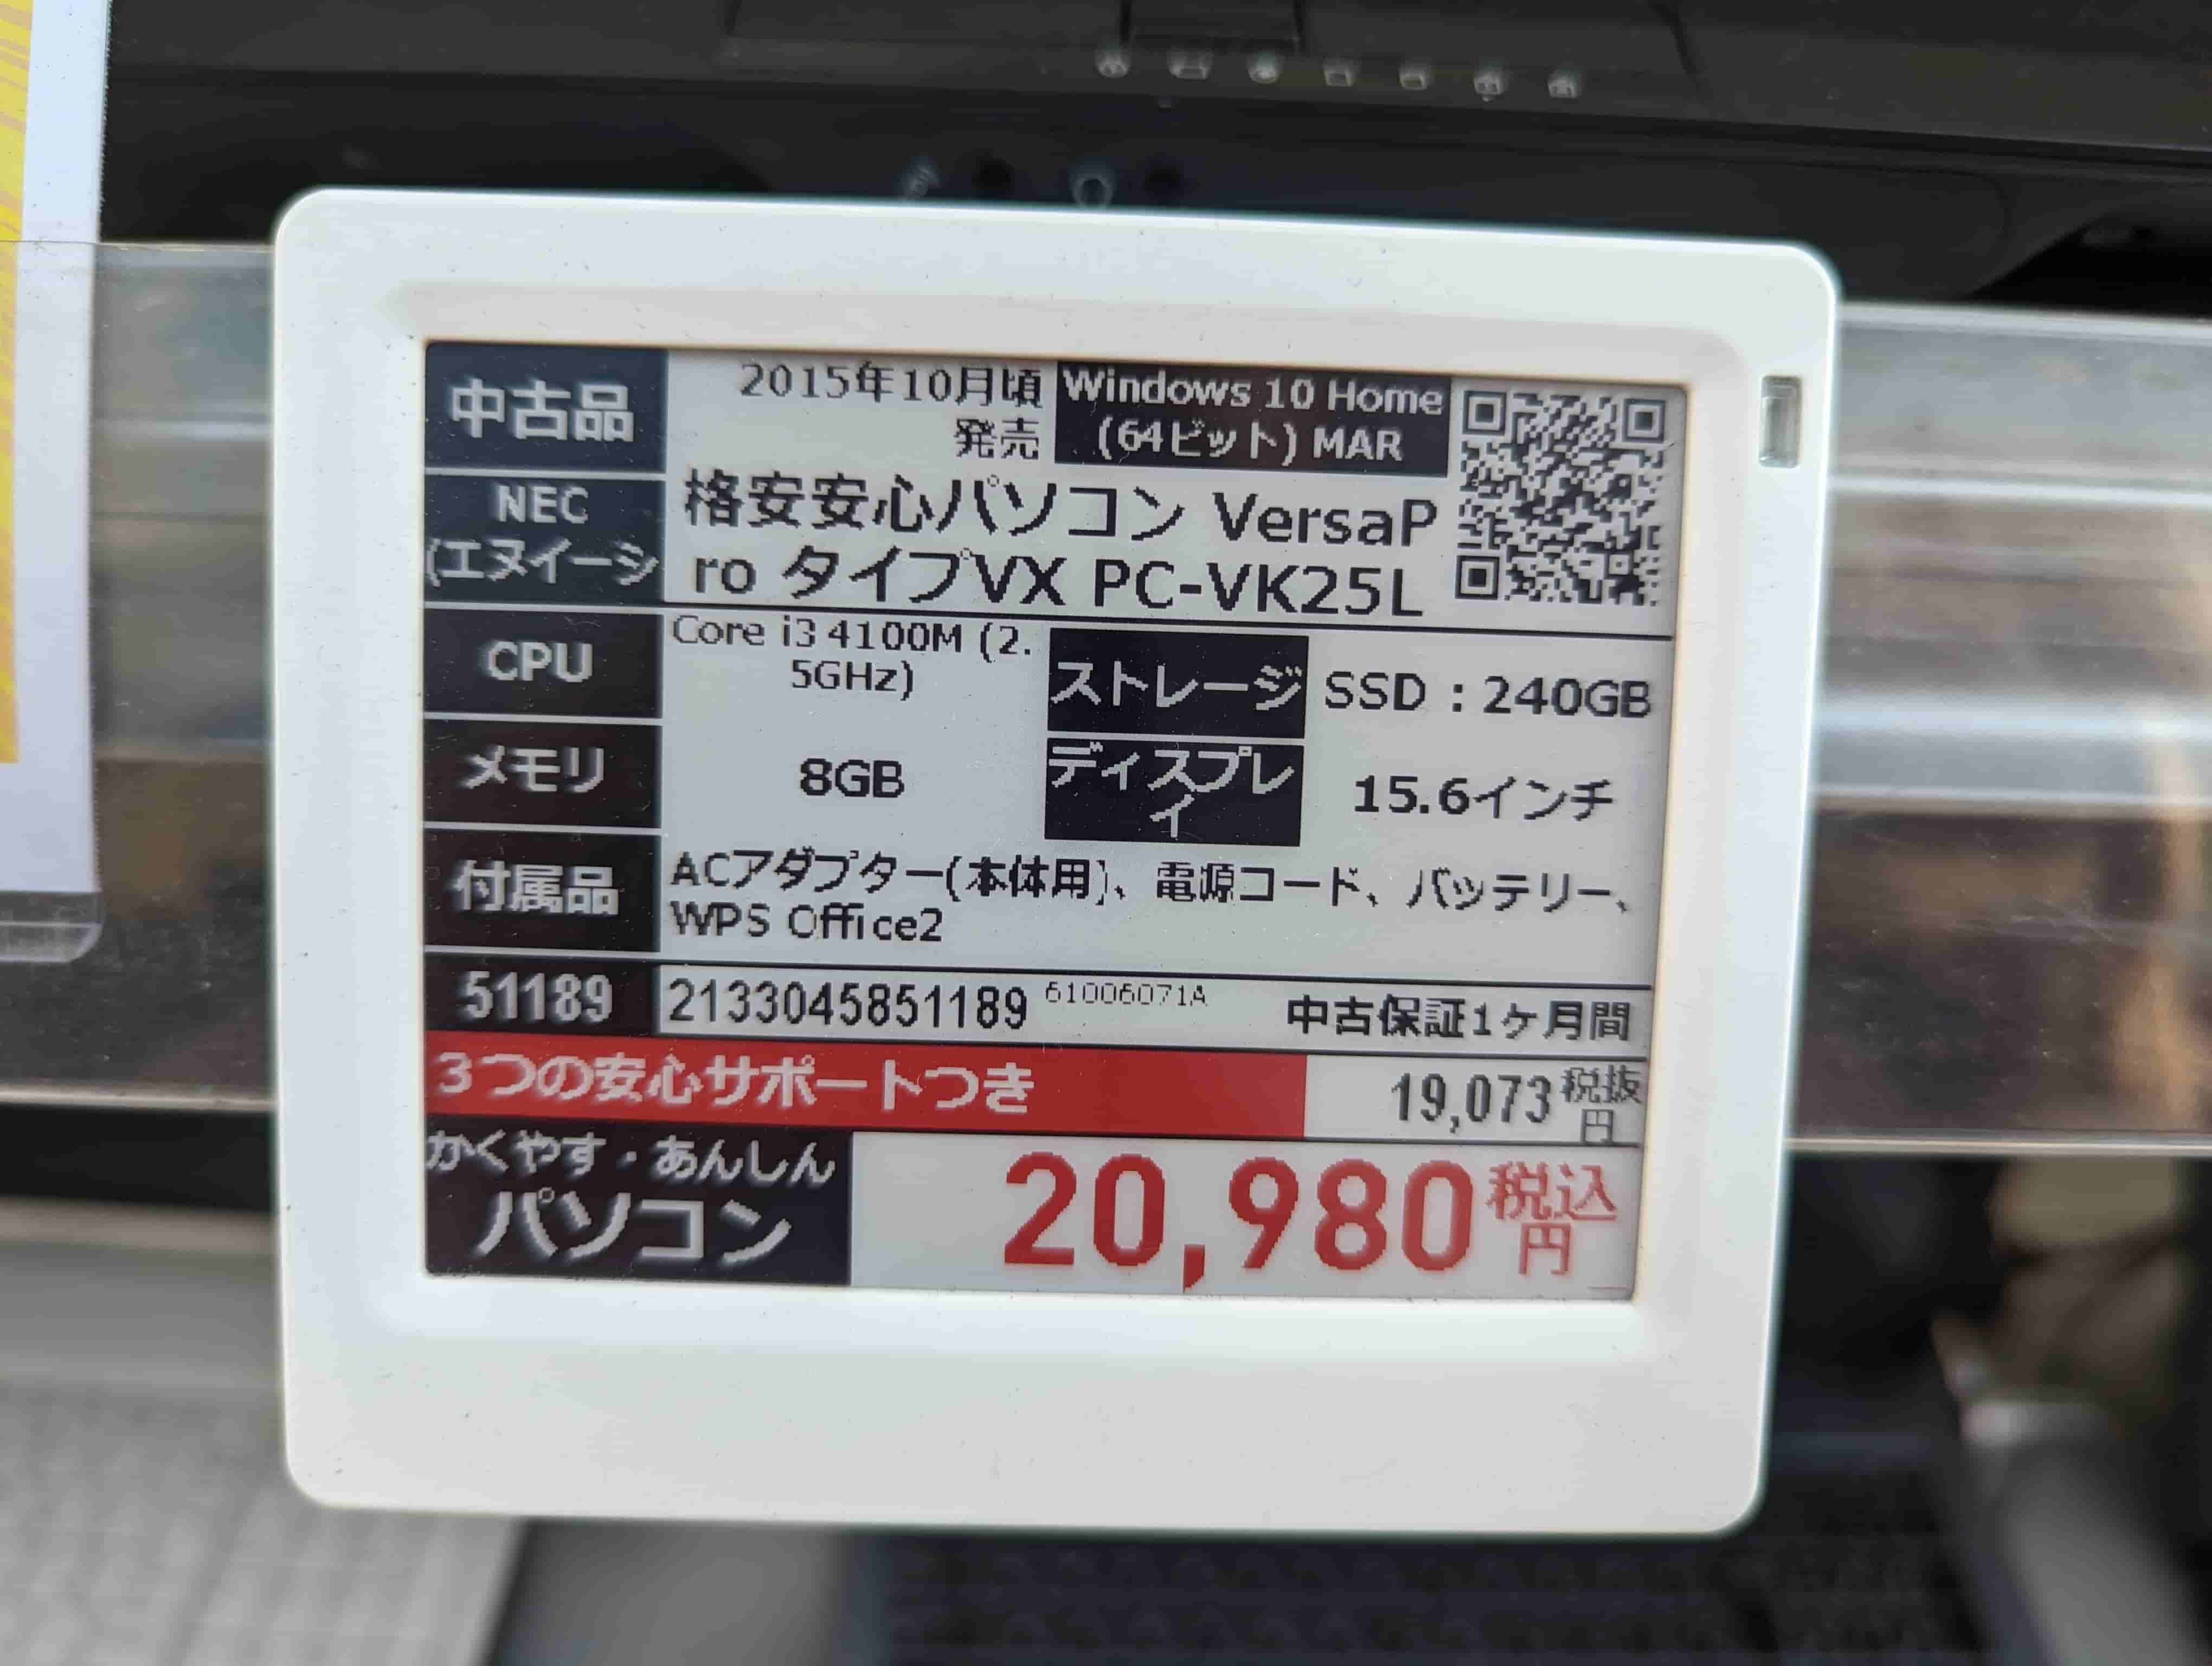 中古品
2015年10月頃
発売
Windows 10 Home
(64ビット) MAR
NEC
(エヌイーシ
格安安心パソコン VersaP
ro タイプVX PC-VK25L
CPU
Core i3 4100M (2.
5GHz)
ストレージ
SSD : 240GB
メモリ
8GB
ディスプレ
イ
15.6インチ
付属品
ACアダプター(本体用)、電源コード、バッテリー、
WPS Office2
51189
2133045851189
61006071A
中古保証1ケ月間
3つの安心サポートつき
19,073税抜
円
かくやす・あんしん
パソコン
20,980税込
円